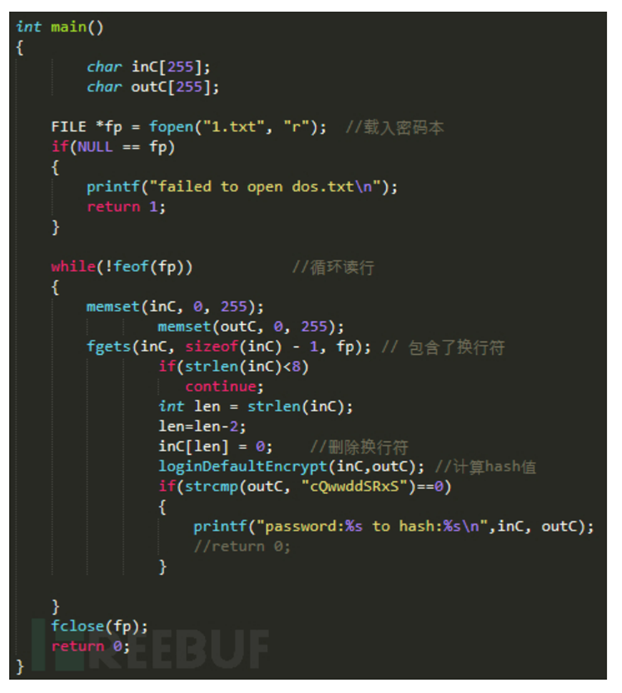 int main()
{
char inC[255];
char outC[255];
FILE *fp = fopen("1.txt", "r"); //载入密码本
if(NULL == fp)
{
printf("failed to open dos.txt\n");
return 1;
}
while(!feof(fp)) //循环读行
{
memset(inC, 0, 255);
memset(outC, 0, 255);
fgets(inC, sizeof(inC) - 1, fp); // 包含了换行符
if(strlen(inC)<8)
continue;
int len = strlen(inC);
len=len-2;
inC[len] = 0; //删除换行符
loginDefaultEncrypt(inC,outC); //计算hash值
if(strcmp(outC, "cQwwddSRxS")==0)
{
printf("password:%s to hash:%s\n",inC, outC);
//return 0;
}
}
fclose(fp);
return 0;
}
FREEBUF